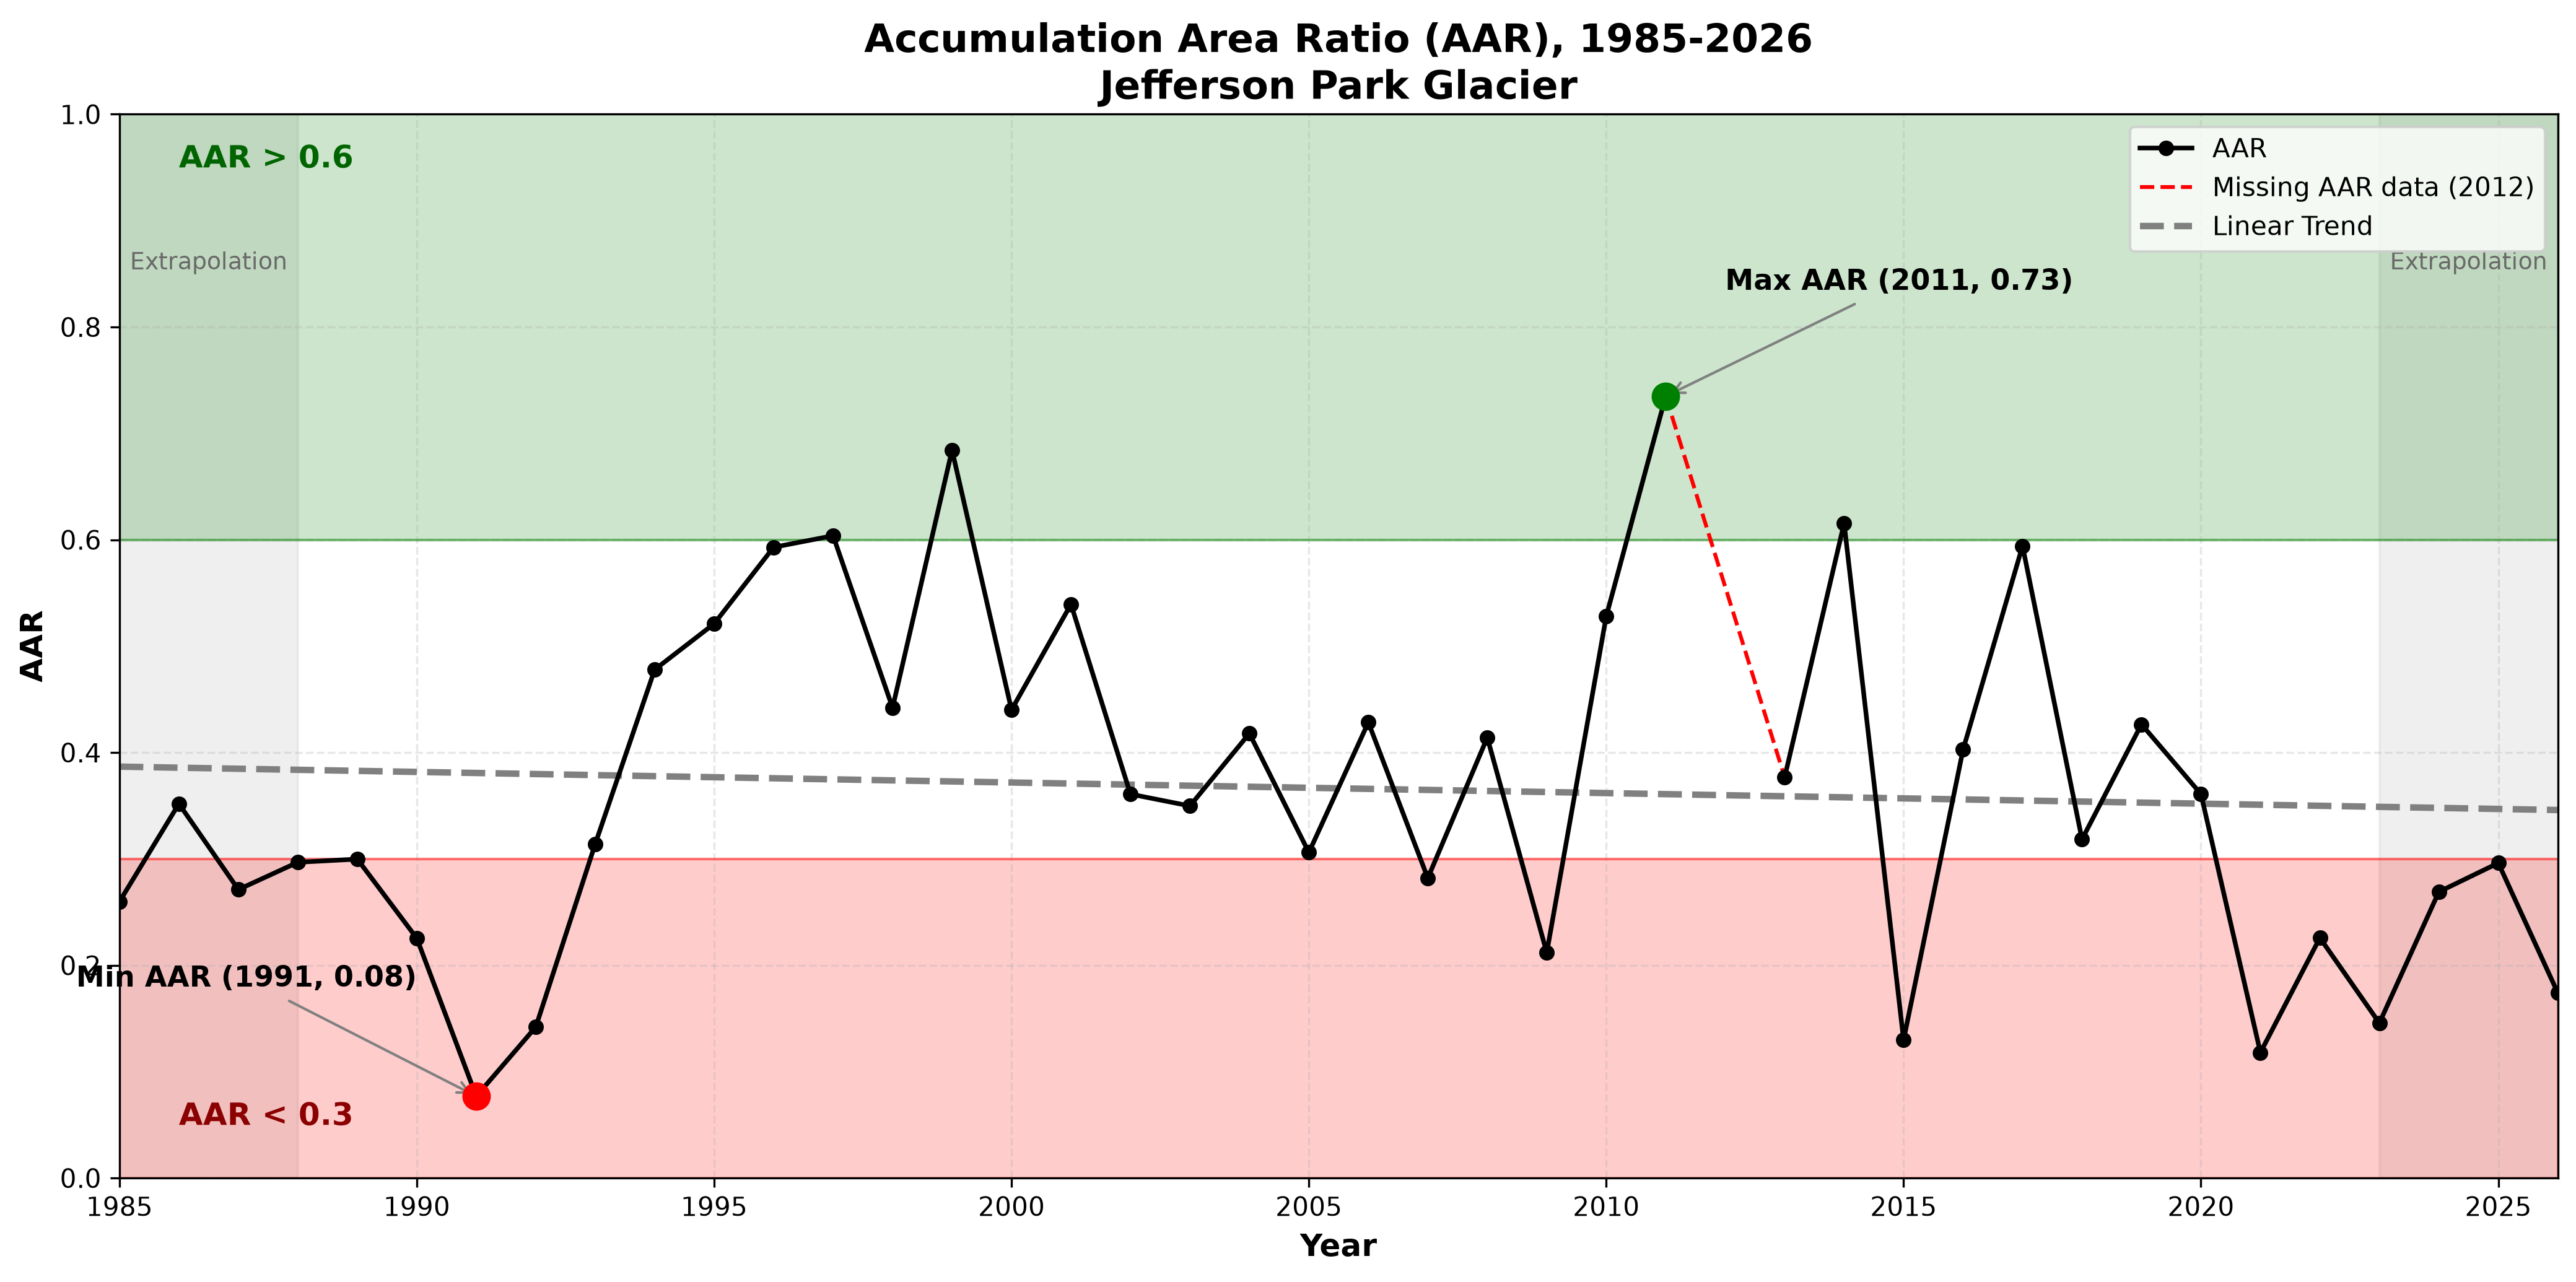 Accumulation Area Ratio (AAR), 1985-2026
Jefferson Park Glacier
AAR
1.0
0.8
0.6
0.4
0.2
0.0
AAR > 0.6
Extrapolation
AAR
Missing AAR data (2012)
Linear Trend
Extrapolation
Max AAR (2011, 0.73)
Min AAR (1991, 0.08)
AAR < 0.3
1985 1990 1995 2000 2005 2010 2015 2020 2025
Year